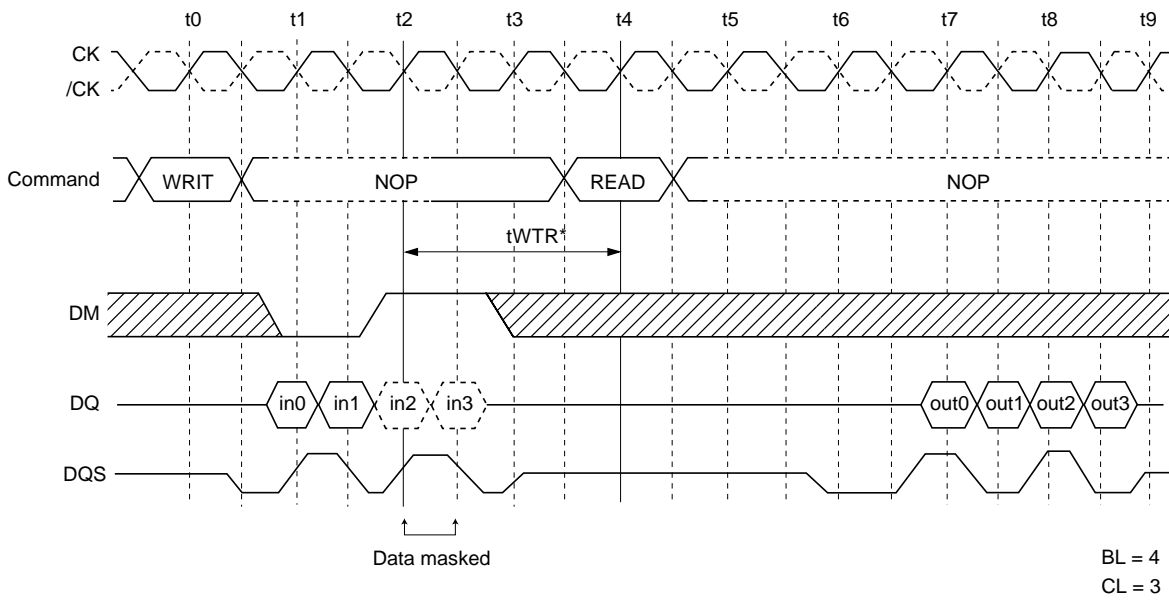 t0 t1 t2 t3 t4 t5 t6 t7 t8 t9
CK
/CK
Command WRIT NOP READ NOP
tWTR*
DM
DQ in0 in1 in2 in3 out0 out1 out2 out3
DQS
Data masked
BL = 4
CL = 3